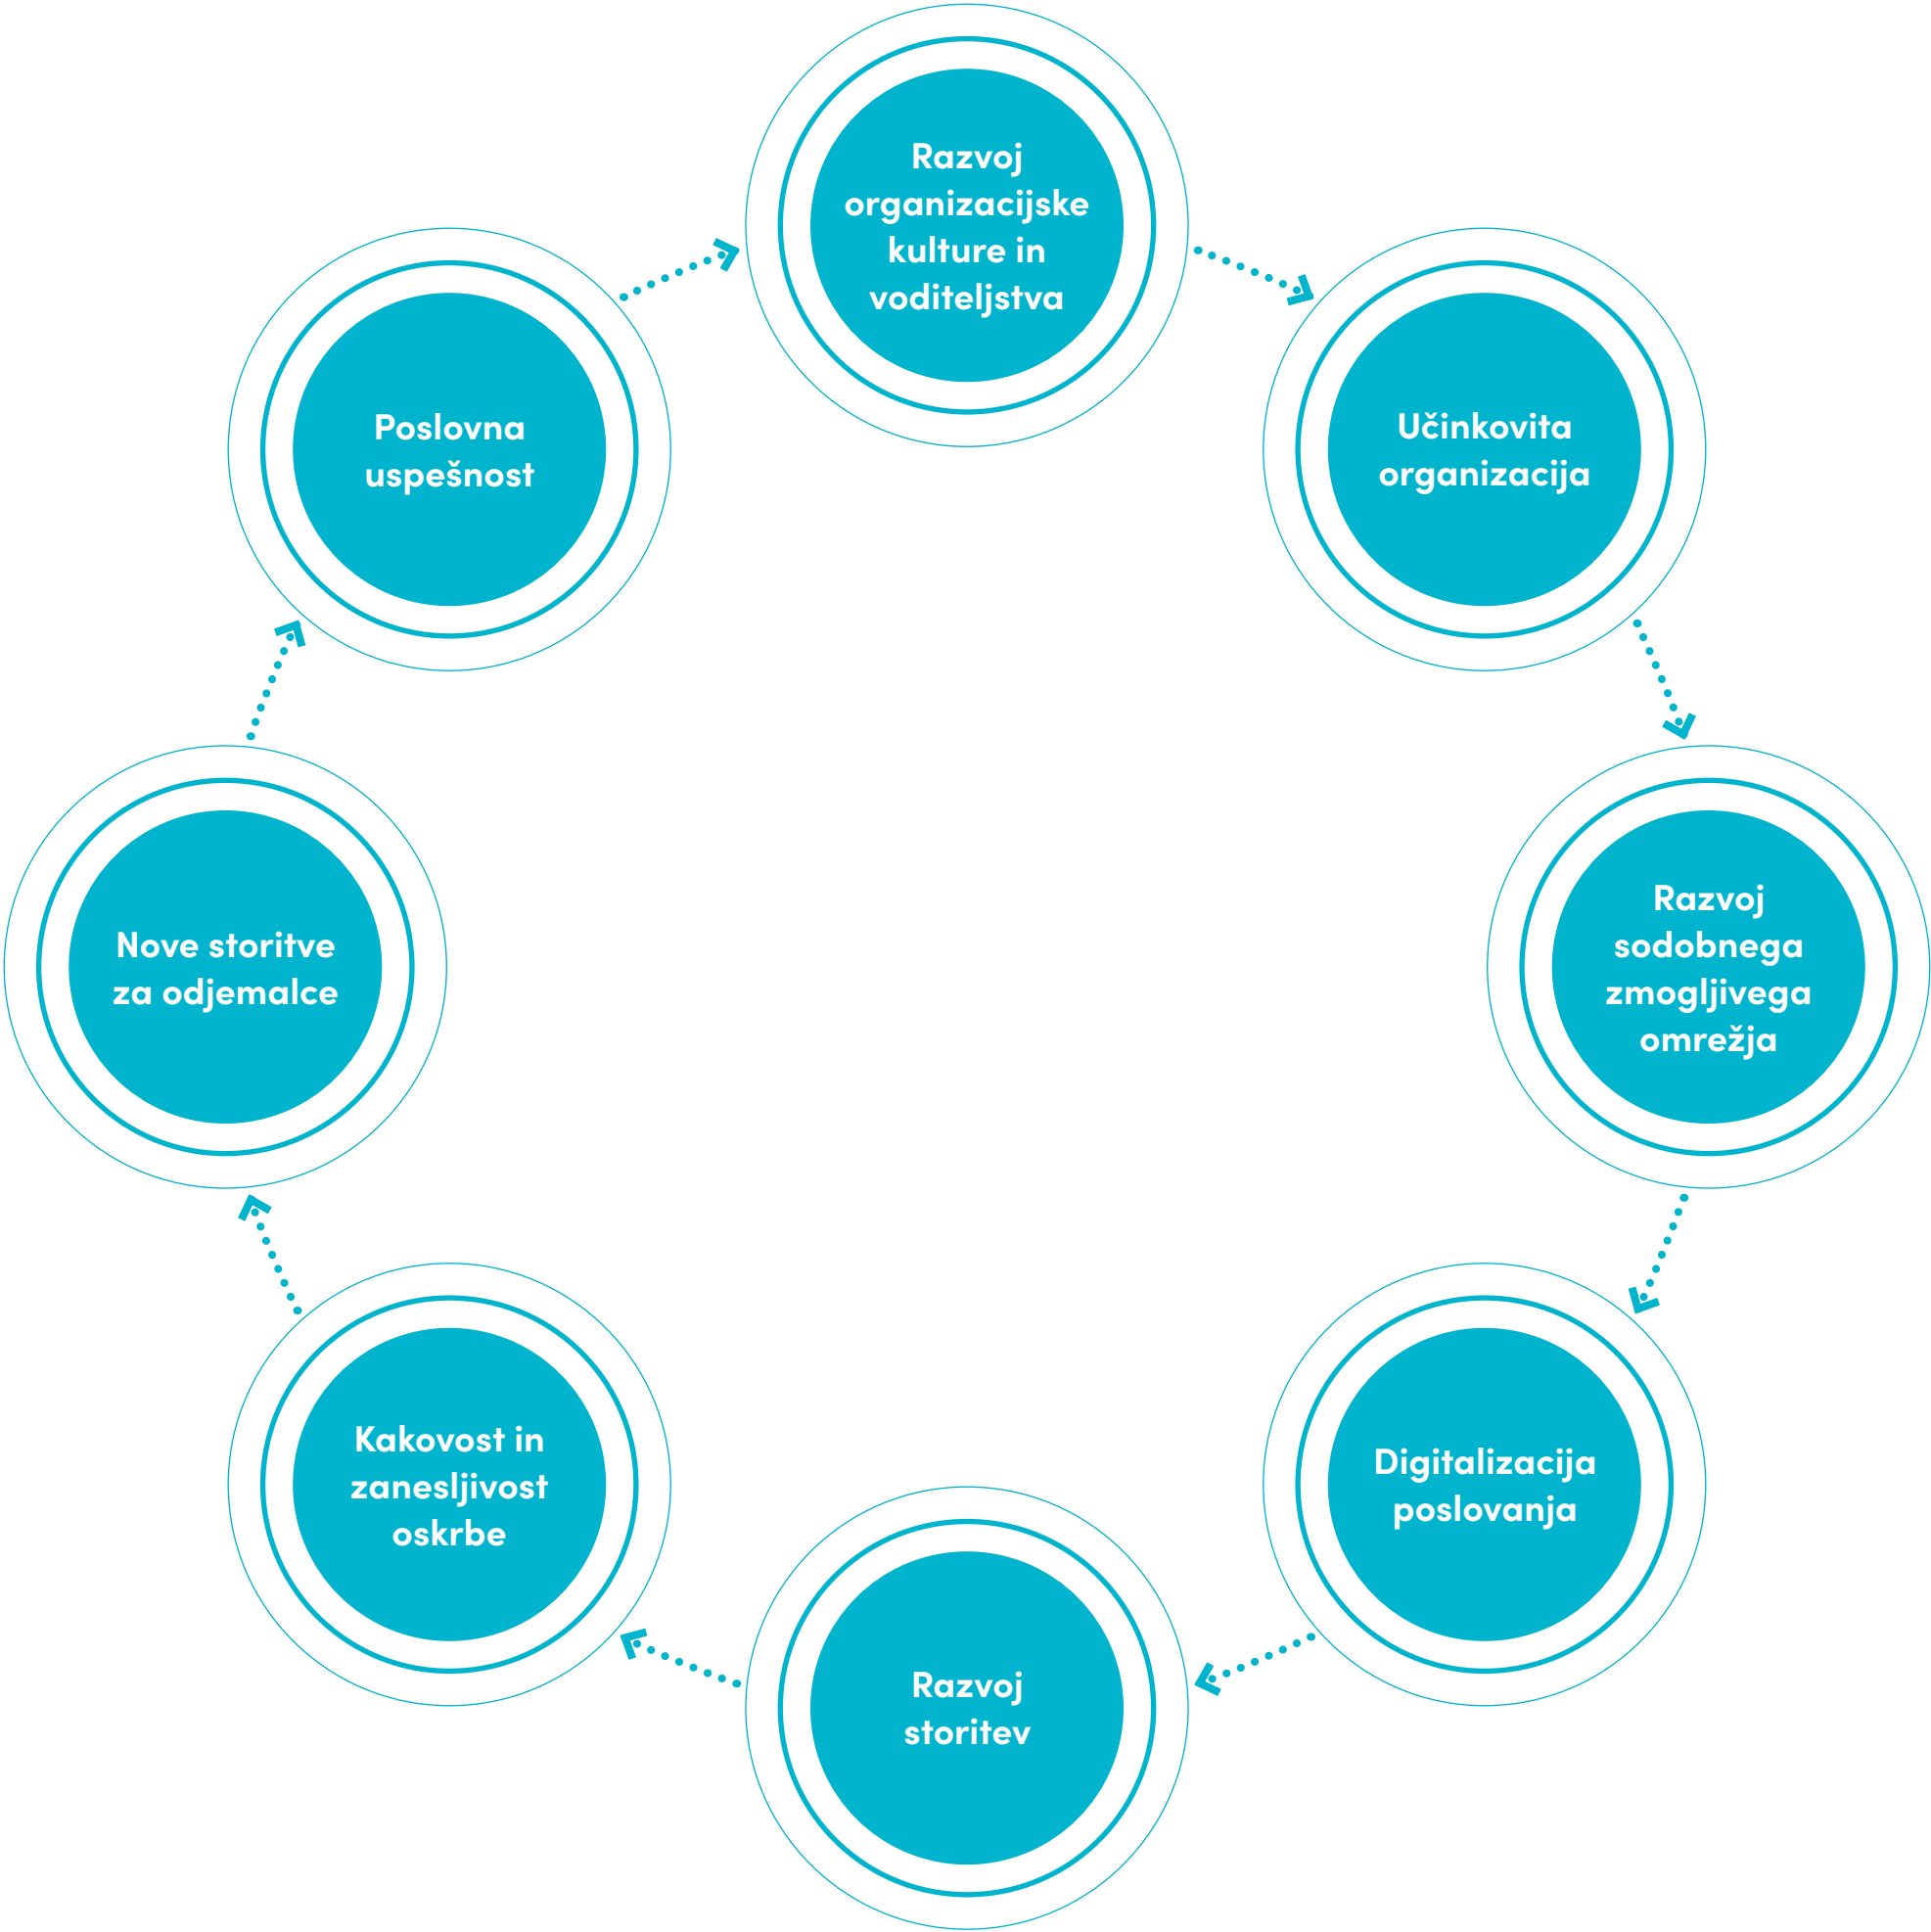 Razvoj
organizacijske
kulture in
voditeljstva
Učinkovita
organizacija
Razvoj
sodobnega
zmogljivega
omrežja
Digitalizacija
poslovanja
Razvoj
storitev
Kakovost in
zanesljivost
oskrbe
Nove storitve
za odjemalce
Poslovna
uspešnost